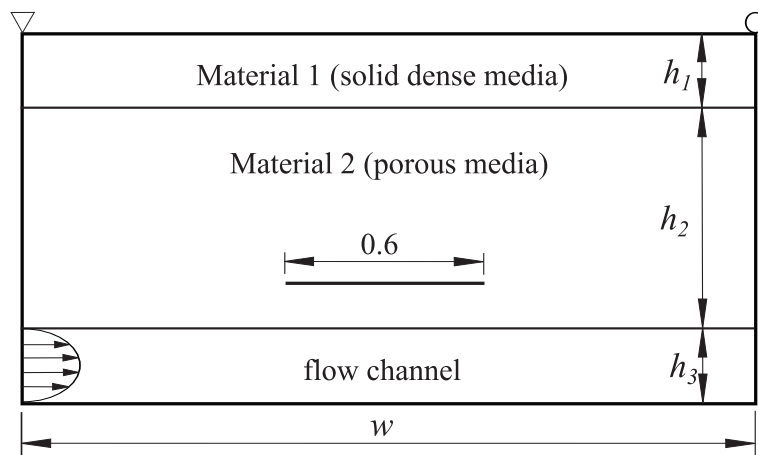 Material 1 (solid dense media)
h₁
Material 2 (porous media)
h₂
0.6
flow channel
h₃
w